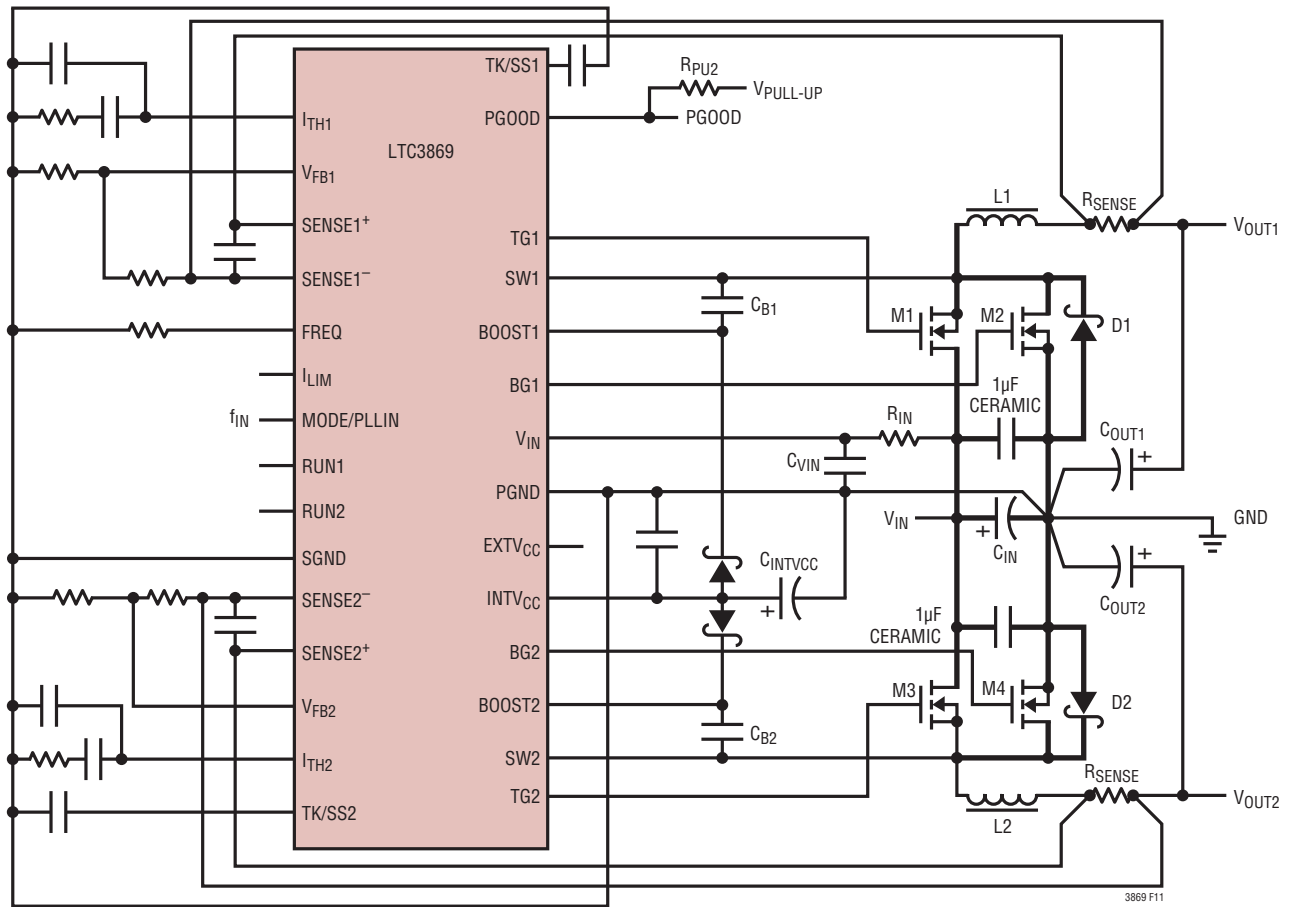 LTC3869
TK/SS1
RPU2
VPULL-UP
PGOOD
PGOOD
ITH1
VFB1
SENSE1+
SENSE1–
FREQ
ILIM
fIN
MODE/PLLIN
RUN1
RUN2
SGND
SENSE2–
SENSE2+
VFB2
ITH2
TK/SS2
TG1
SW1
BOOST1
BG1
VIN
PGND
EXTVCC
INTVCC
BG2
BOOST2
SW2
TG2
CB1
RIN
CVIN
CINTVCC
CB2
L1
RSENSE
VOUT1
M1
M2
D1
1µF
CERAMIC
COUT1
VIN
CIN
GND
COUT2
1µF
CERAMIC
M3
M4
D2
RSENSE
L2
VOUT2
3869 F11